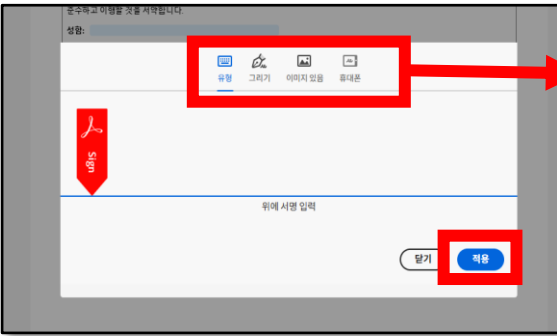 준수하고 이행할 것을 서약합니다.
성함:
유형 그리기 이미지 있음 휴대폰
Sign
위에 서명 입력
닫기 적용